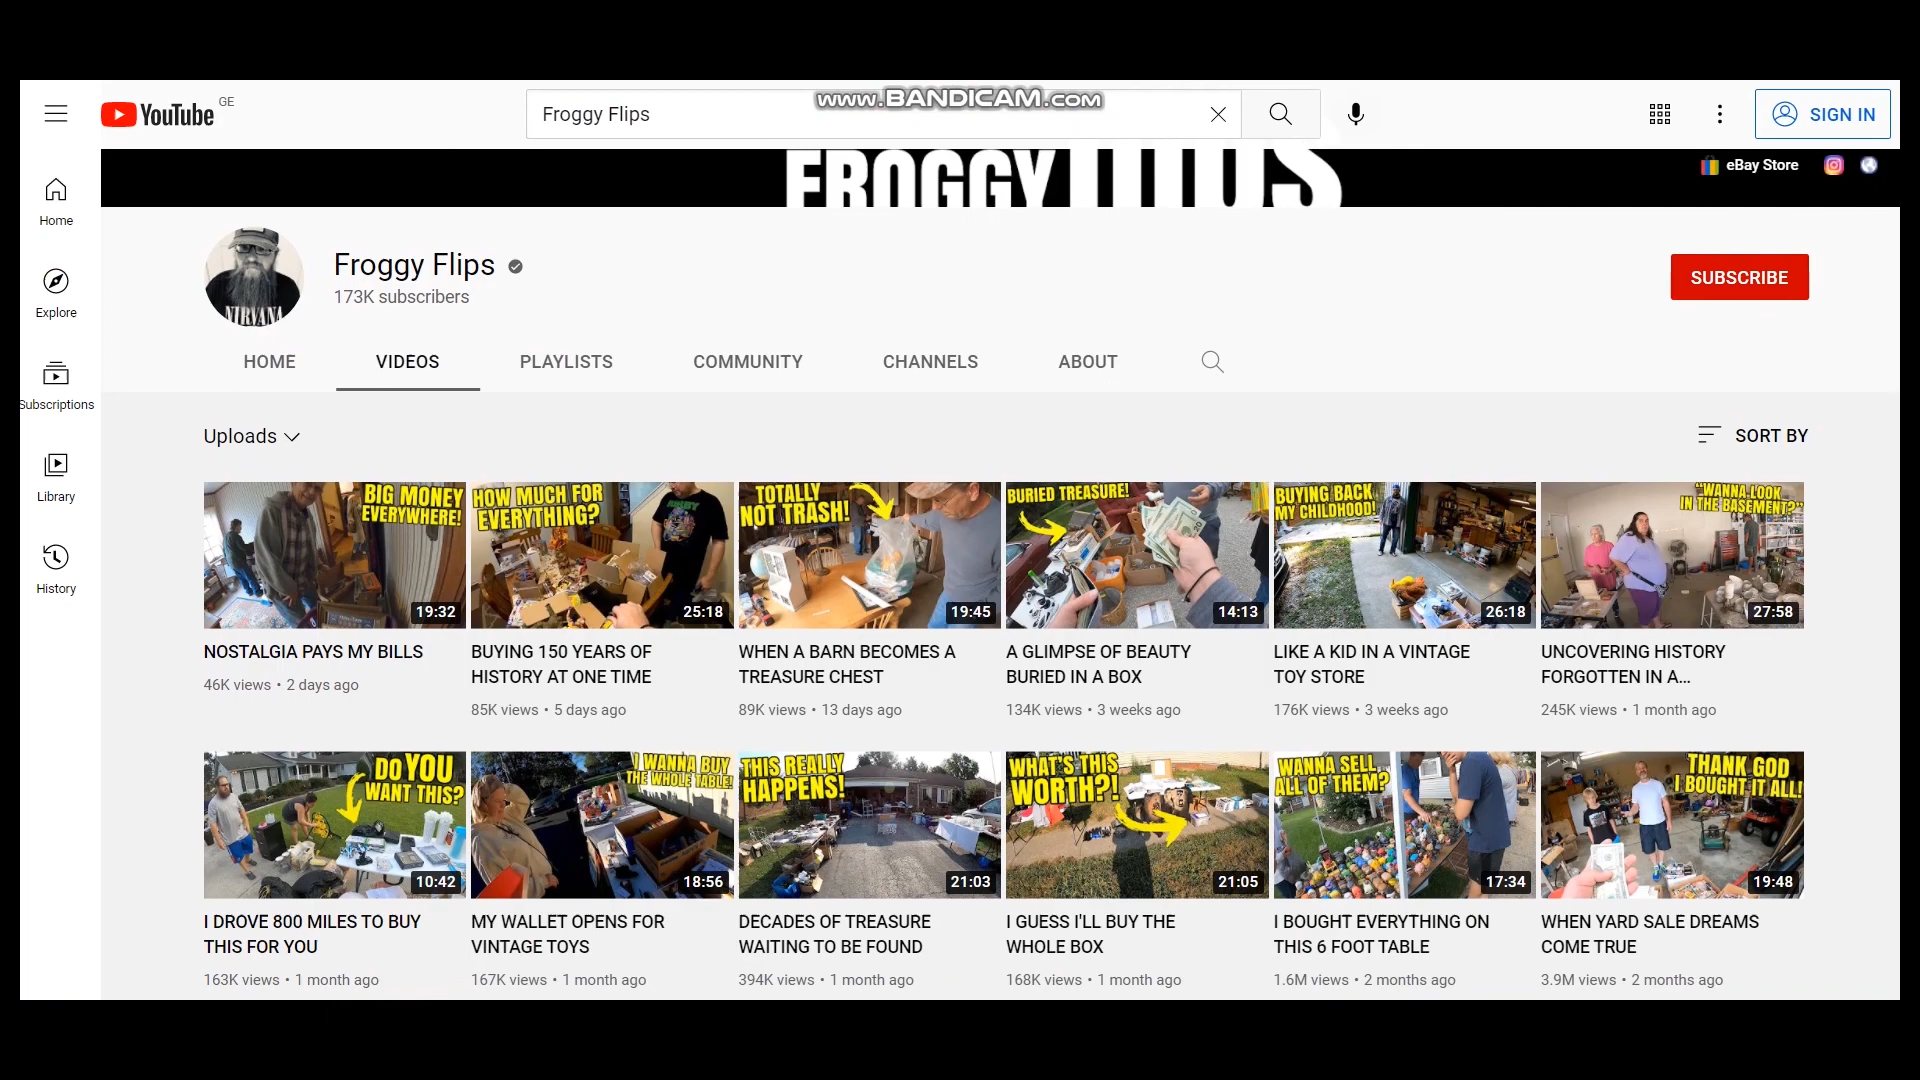 YouTube GE
Froggy Flips
www.BANDICAM.com
SIGN IN
FROGGY
eBay Store
Home
Explore
Subscriptions
Library
History
NIRVANA
Froggy Flips
173K subscribers
SUBSCRIBE
HOME VIDEOS PLAYLISTS COMMUNITY CHANNELS ABOUT
Uploads
SORT BY
BIG MONEY
EVERYWHERE!
19:32
NOSTALGIA PAYS MY BILLS
46K views • 2 days ago
HOW MUCH FOR
EVERYTHING?
25:18
BUYING 150 YEARS OF
HISTORY AT ONE TIME
85K views • 5 days ago
TOTALLY
NOT TRASH!
19:45
WHEN A BARN BECOMES A
TREASURE CHEST
89K views • 13 days ago
BURIED TREASURE!
14:13
A GLIMPSE OF BEAUTY
BURIED IN A BOX
134K views • 3 weeks ago
BUYING BACK
MY CHILDHOOD!
26:18
LIKE A KID IN A VINTAGE
TOY STORE
176K views • 3 weeks ago
"WANNA LOOK
IN THE BASEMENT?"
27:58
UNCOVERING HISTORY
FORGOTTEN IN A...
245K views • 1 month ago
DO YOU
WANT THIS?
10:42
I DROVE 800 MILES TO BUY
THIS FOR YOU
163K views • 1 month ago
I WANNA BUY
THE WHOLE TABLE!
18:56
MY WALLET OPENS FOR
VINTAGE TOYS
167K views • 1 month ago
THIS REALLY
HAPPENS!
21:03
DECADES OF TREASURE
WAITING TO BE FOUND
394K views • 1 month ago
WHAT'S THIS
WORTH?!
21:05
I GUESS I'LL BUY THE
WHOLE BOX
168K views • 1 month ago
WANNA SELL
ALL OF THEM?
17:34
I BOUGHT EVERYTHING ON
THIS 6 FOOT TABLE
1.6M views • 2 months ago
THANK GOD
I BOUGHT IT ALL!
19:48
WHEN YARD SALE DREAMS
COME TRUE
3.9M views • 2 months ago